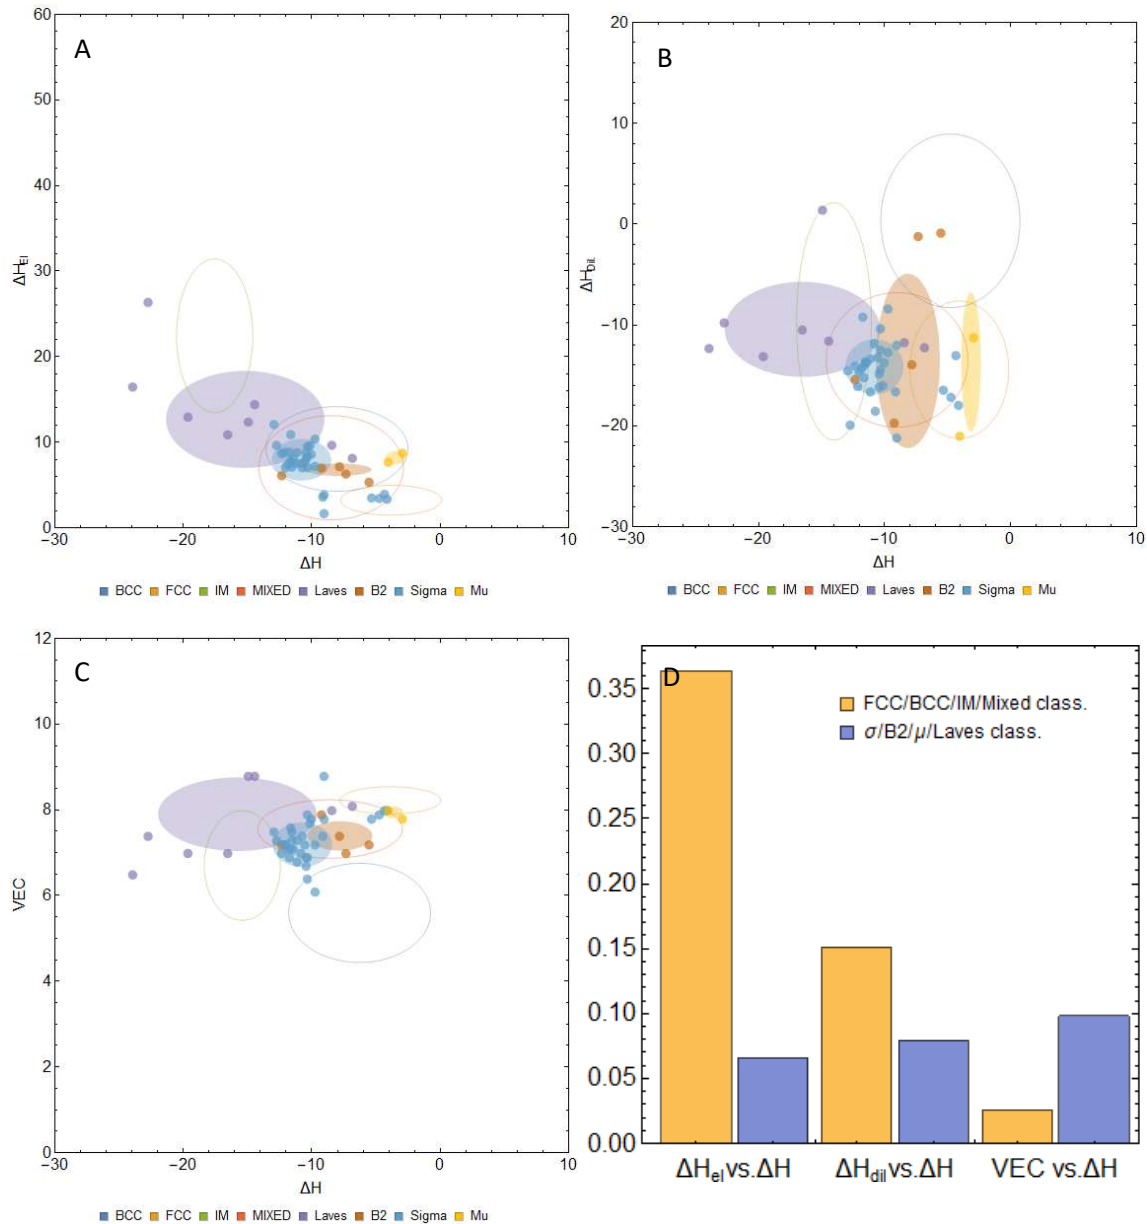 A
60
50
40
30
20
10
0
ΔH_El
−30 −20 −10 0 10
ΔH
BCC FCC IM MIXED Laves B2 Sigma Mu
B
20
10
0
−10
−20
−30
ΔH_Dil
−30 −20 −10 0 10
ΔH
BCC FCC IM MIXED Laves B2 Sigma Mu
C
12
10
8
6
4
2
0
VEC
−30 −20 −10 0 10
ΔH
BCC FCC IM MIXED Laves B2 Sigma Mu
D
FCC/BCC/IM/Mixed class.
σ/B2/μ/Laves class.
0.35
0.30
0.25
0.20
0.15
0.10
0.05
0.00
ΔH_el vs.ΔH ΔH_dil vs.ΔH VEC vs.ΔH